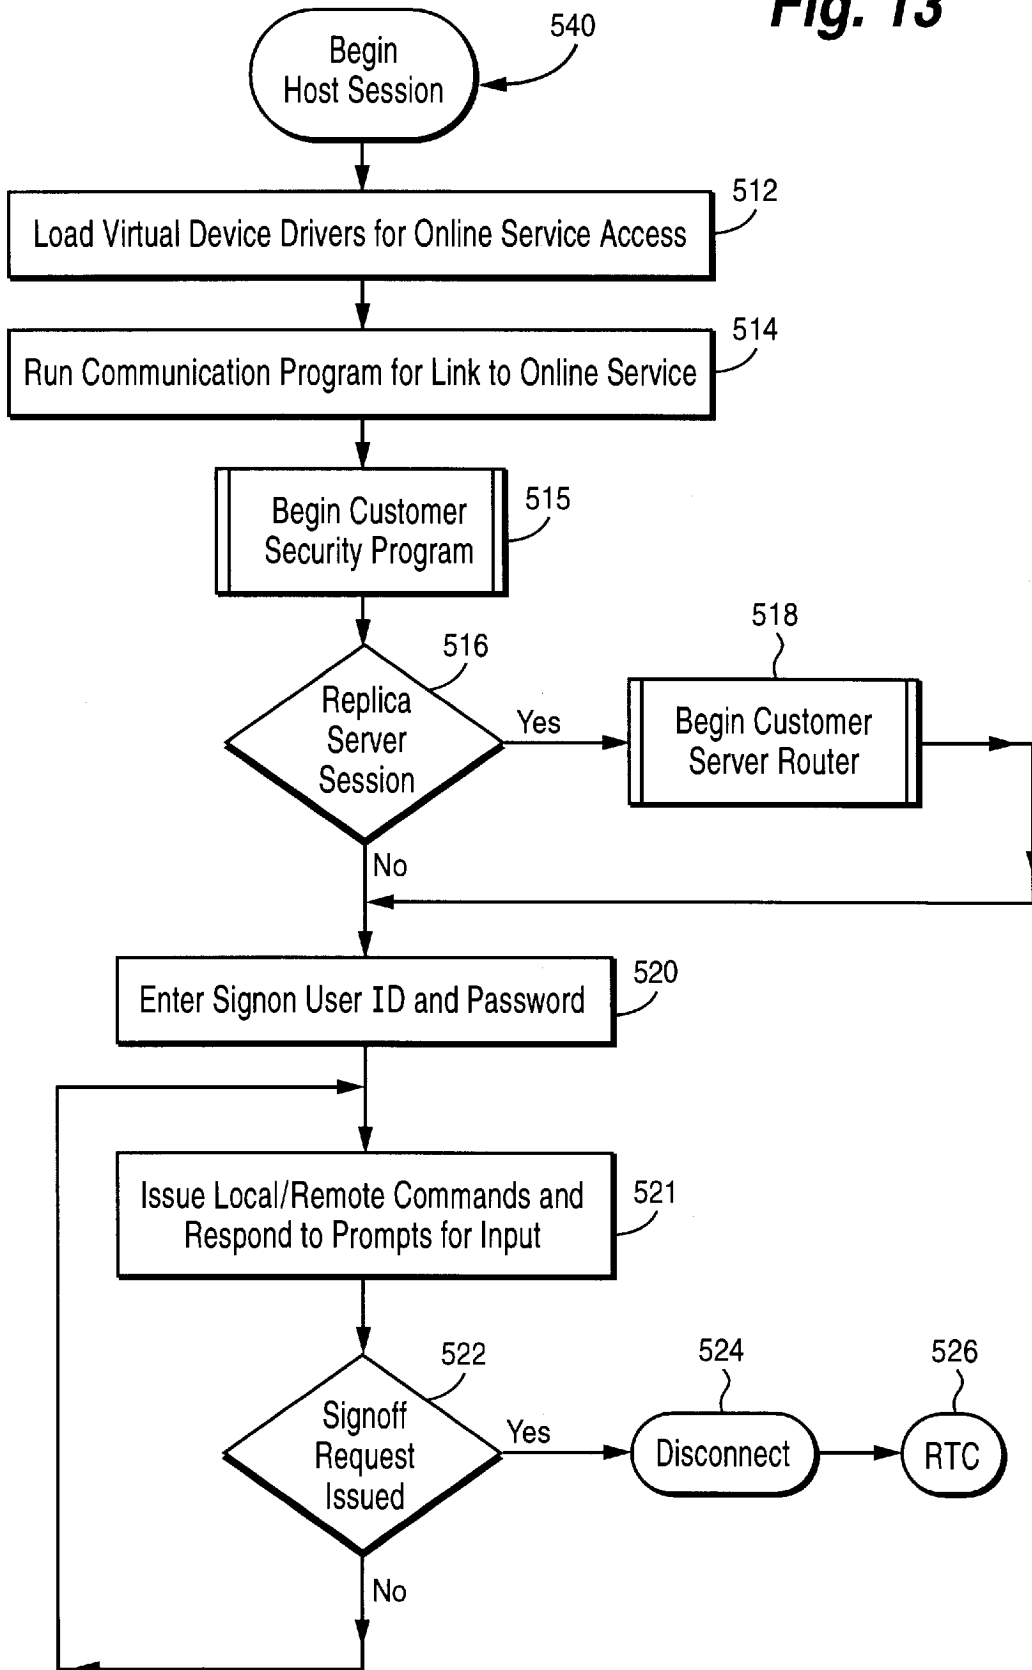 Fig. 13
540
Begin
Host Session
512
Load Virtual Device Drivers for Online Service Access
514
Run Communication Program for Link to Online Service
515
Begin Customer
Security Program
516
Replica
Server
Session
Yes
518
Begin Customer
Server Router
No
520
Enter Signon User ID and Password
521
Issue Local/Remote Commands and
Respond to Prompts for Input
522
Signoff
Request
Issued
Yes
524
Disconnect
526
RTC
No